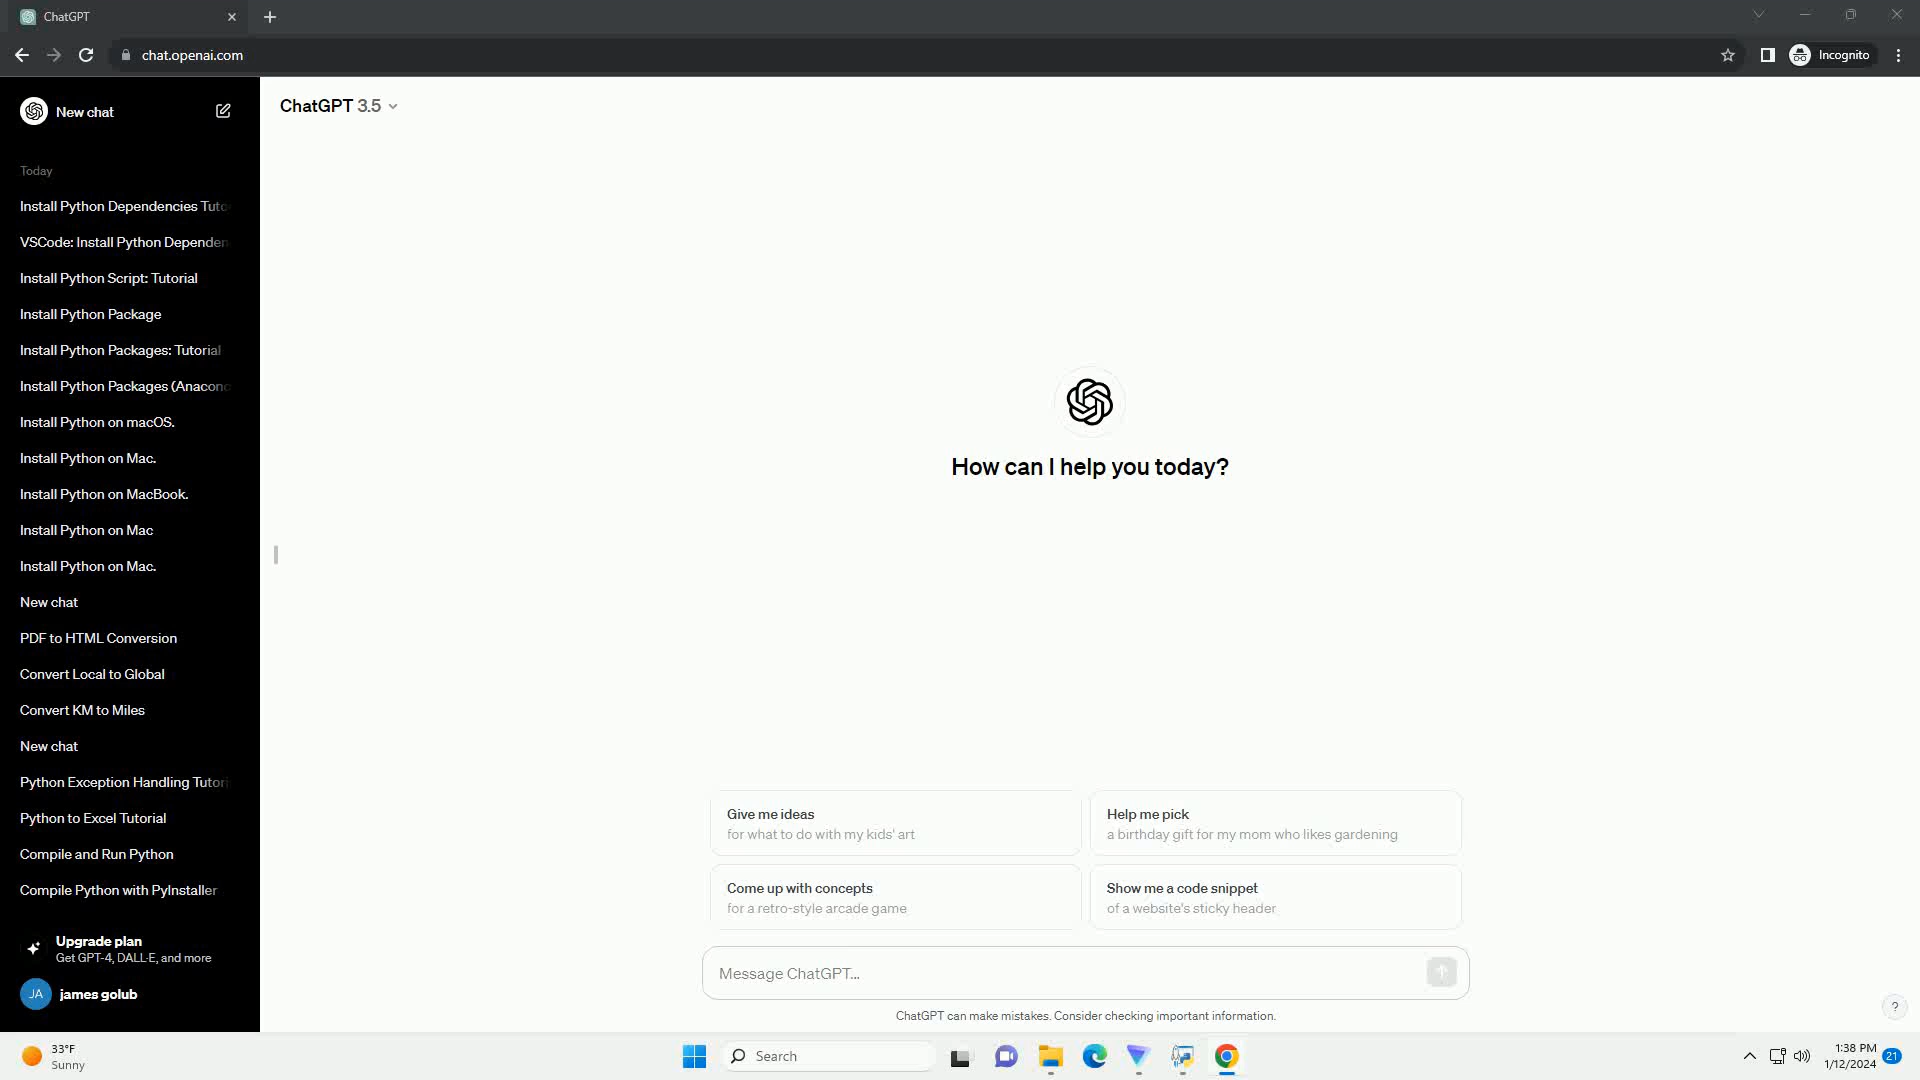 ChatGPT
chat.openai.com
Incognito
New chat
ChatGPT 3.5
Today
Install Python Dependencies Tuto
VSCode: Install Python Dependen
Install Python Script: Tutorial
Install Python Package
Install Python Packages: Tutorial
Install Python Packages (Anacond
Install Python on macOS.
Install Python on Mac.
Install Python on MacBook.
Install Python on Mac
Install Python on Mac.
New chat
PDF to HTML Conversion
Convert Local to Global
Convert KM to Miles
New chat
Python Exception Handling Tutori
Python to Excel Tutorial
Compile and Run Python
Compile Python with PyInstaller
Upgrade plan
Get GPT-4, DALL·E, and more
JA
james golub
How can I help you today?
Give me ideas
for what to do with my kids' art
Help me pick
a birthday gift for my mom who likes gardening
Come up with concepts
for a retro-style arcade game
Show me a code snippet
of a website's sticky header
Message ChatGPT...
ChatGPT can make mistakes. Consider checking important information.
?
33°F
Sunny
Search
1:38 PM
1/12/2024
21